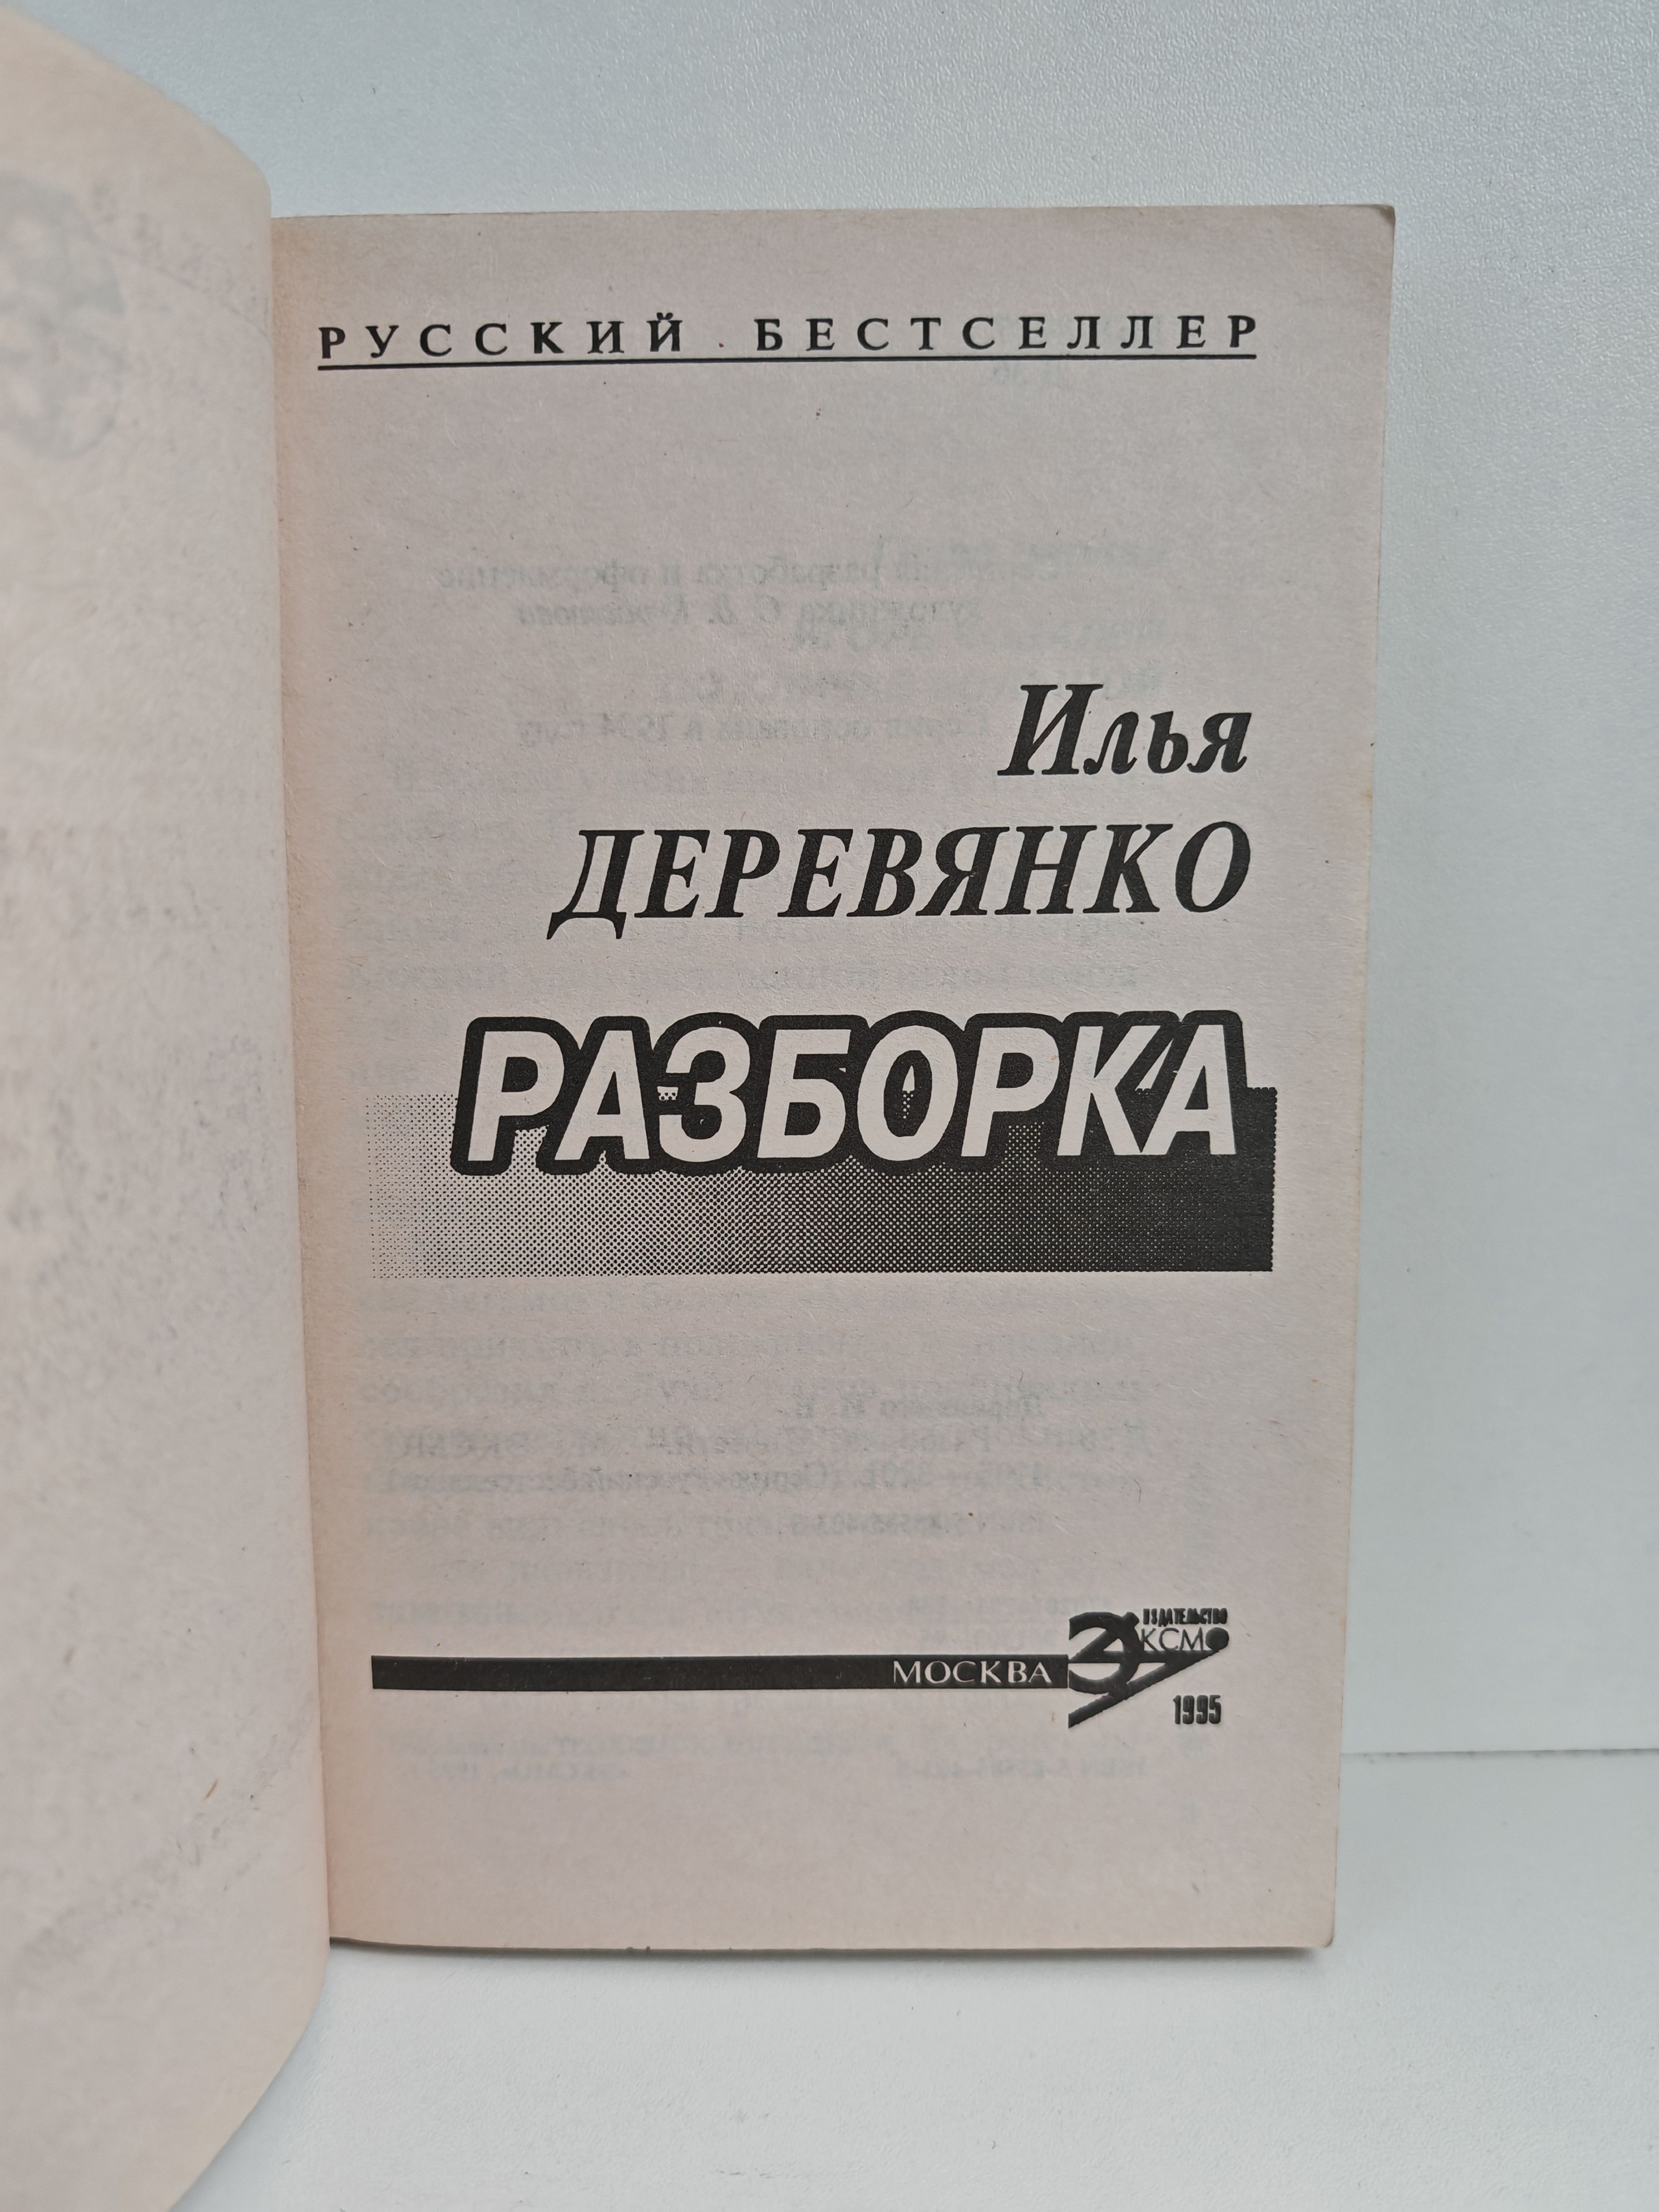 РУССКИЙ БЕСТСЕЛЛЕР
Илья
ДЕРЕВЯНКО
РАЗБОРКА
ИЗДАТЕЛЬСТВО
ЭКСМО
МОСКВА
1995